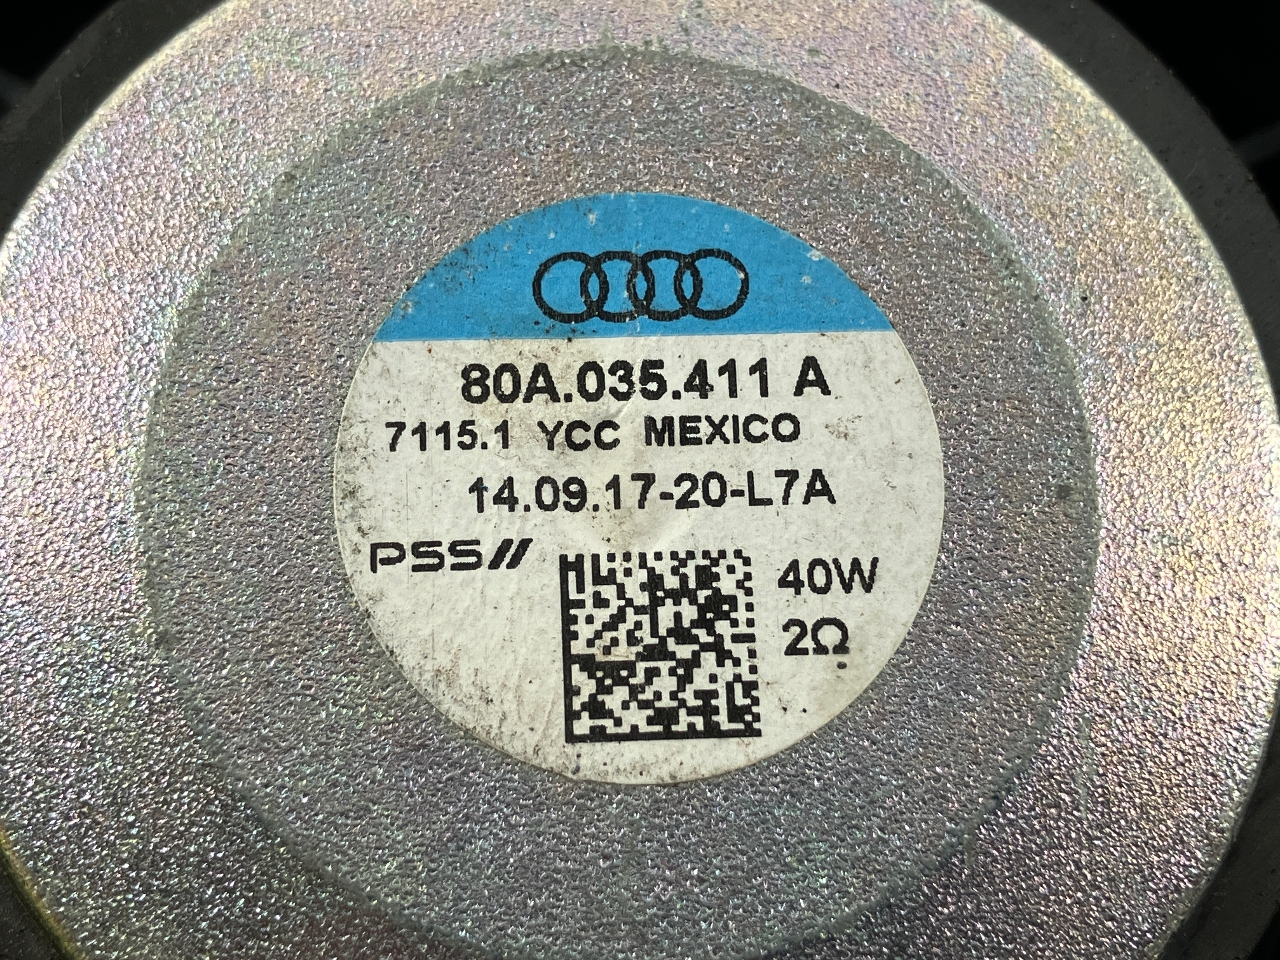 80A.035.411 A
7115.1 YCC MEXICO
14.09.17-20-L7A
PSS//
40W
2Ω